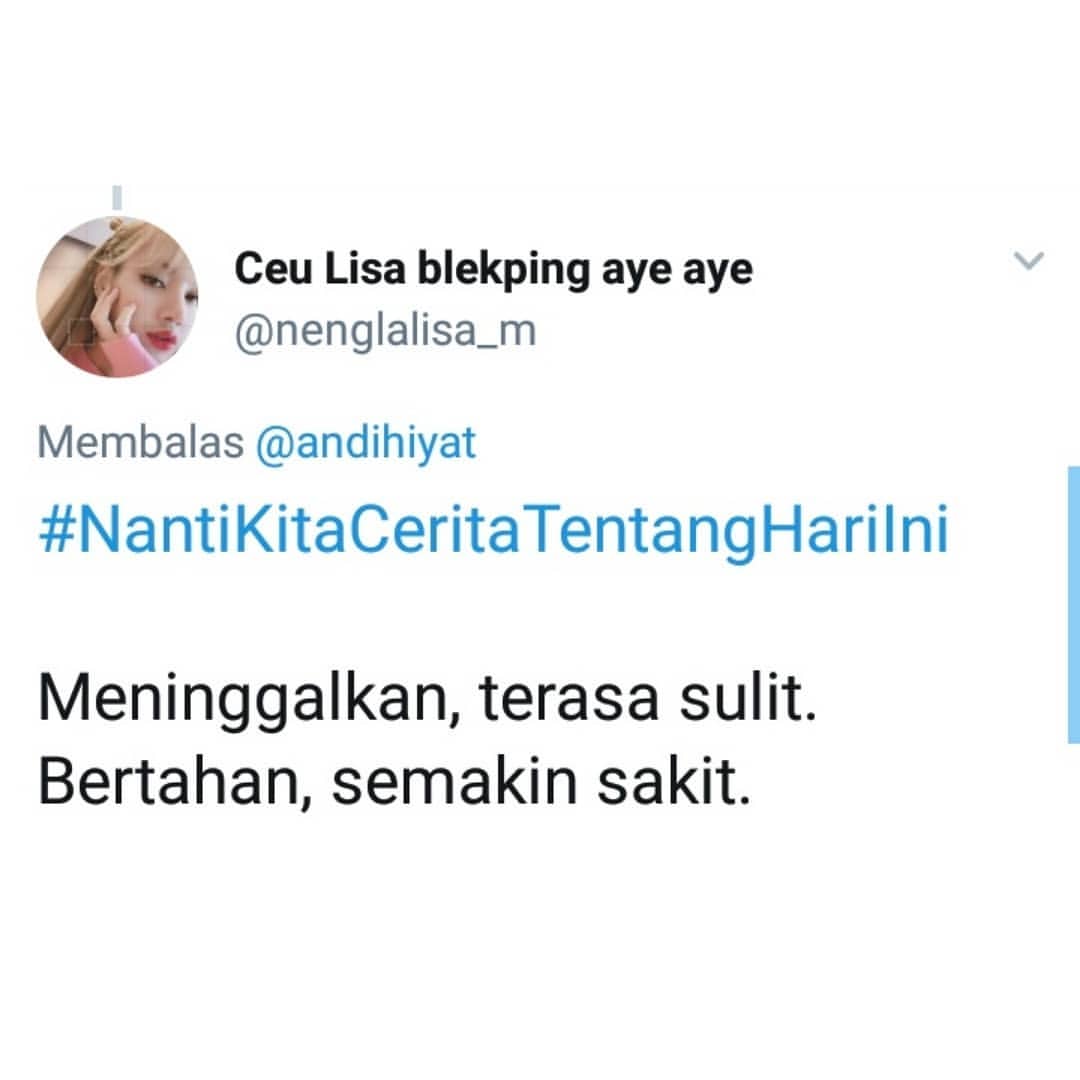 Ceu Lisa blekping aye aye
@nenglalisa_m
Membalas @andihiyat
#NantiKitaCeritaTentangHariIni
Meninggalkan, terasa sulit.
Bertahan, semakin sakit.